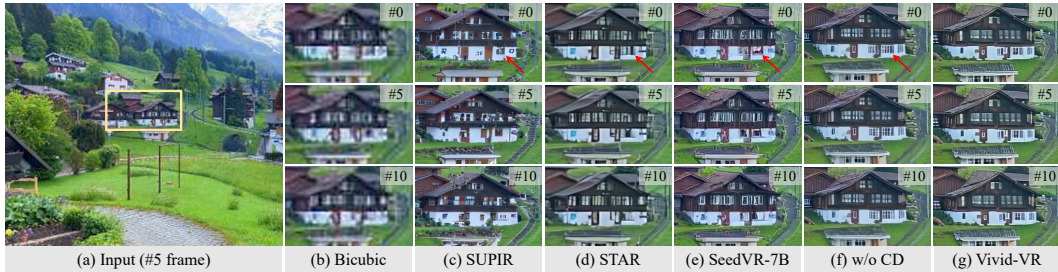 #0 #0 #0 #0 #0 #0
#5 #5 #5 #5 #5 #5
#10 #10 #10 #10 #10 #10
(a) Input (#5 frame) (b) Bicubic (c) SUPIR (d) STAR (e) SeedVR-7B (f) w/o CD (g) Vivid-VR